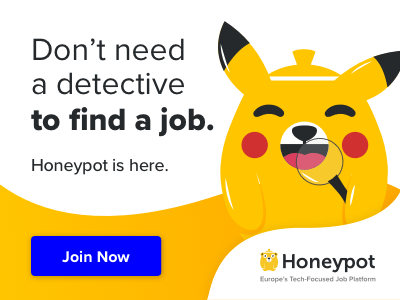 Don't need
a detective
to find a job.
Honeypot is here.
Join Now
Honeypot
Europe's Tech-Focused Job Platform